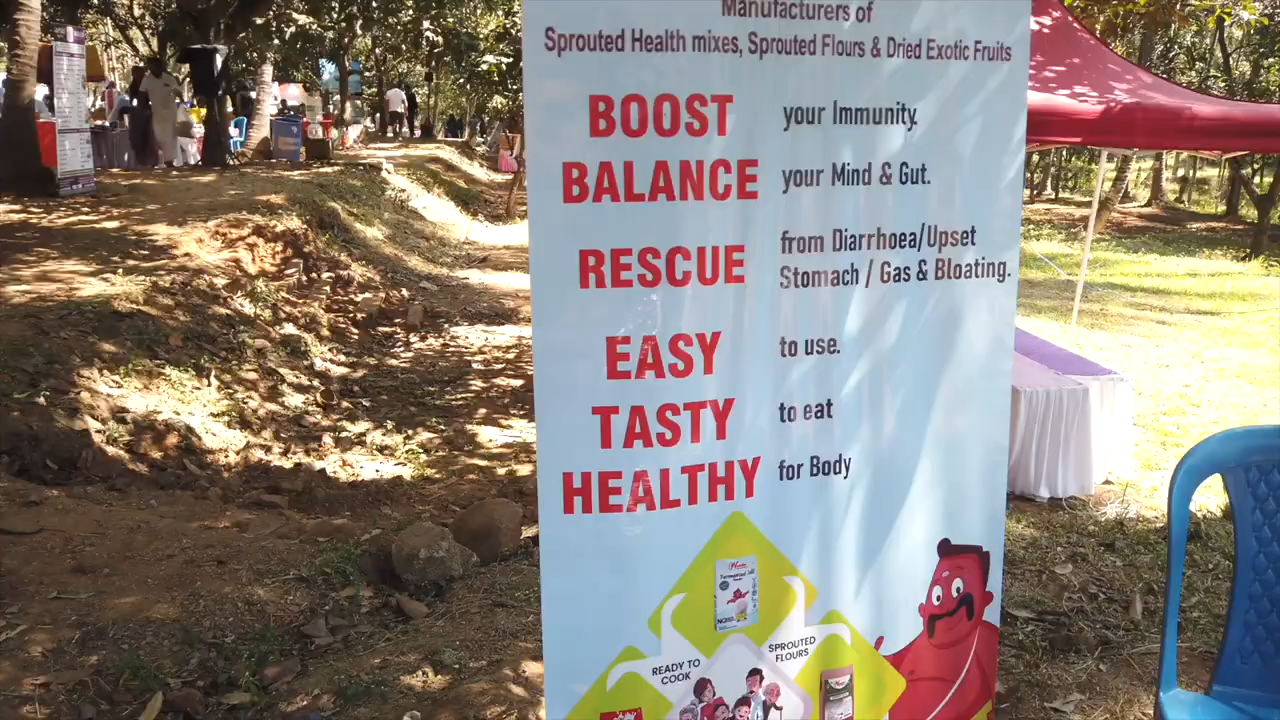 Manufacturers of
Sprouted Health mixes, Sprouted Flours & Dried Exotic Fruits
BOOST your Immunity.
BALANCE your Mind & Gut.
RESCUE from Diarrhoea/Upset
Stomach / Gas & Bloating.
EASY to use.
TASTY to eat
HEALTHY for Body
READY TO
COOK
SPROUTED
FLOURS